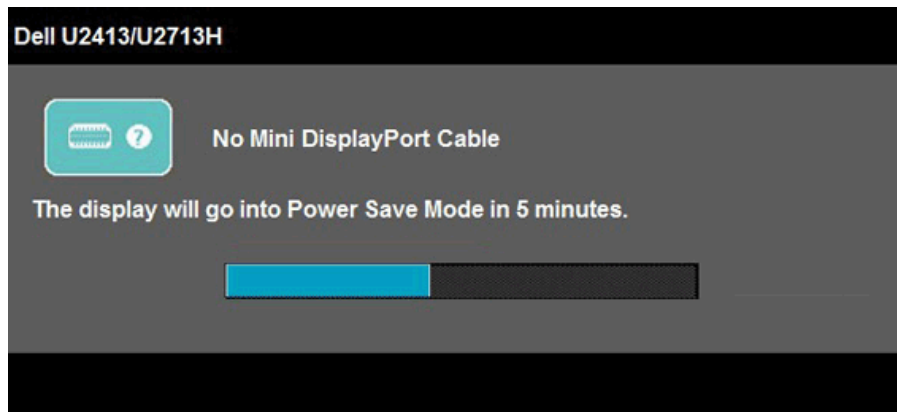 Dell U2413/U2713H
?
No Mini DisplayPort Cable
The display will go into Power Save Mode in 5 minutes.